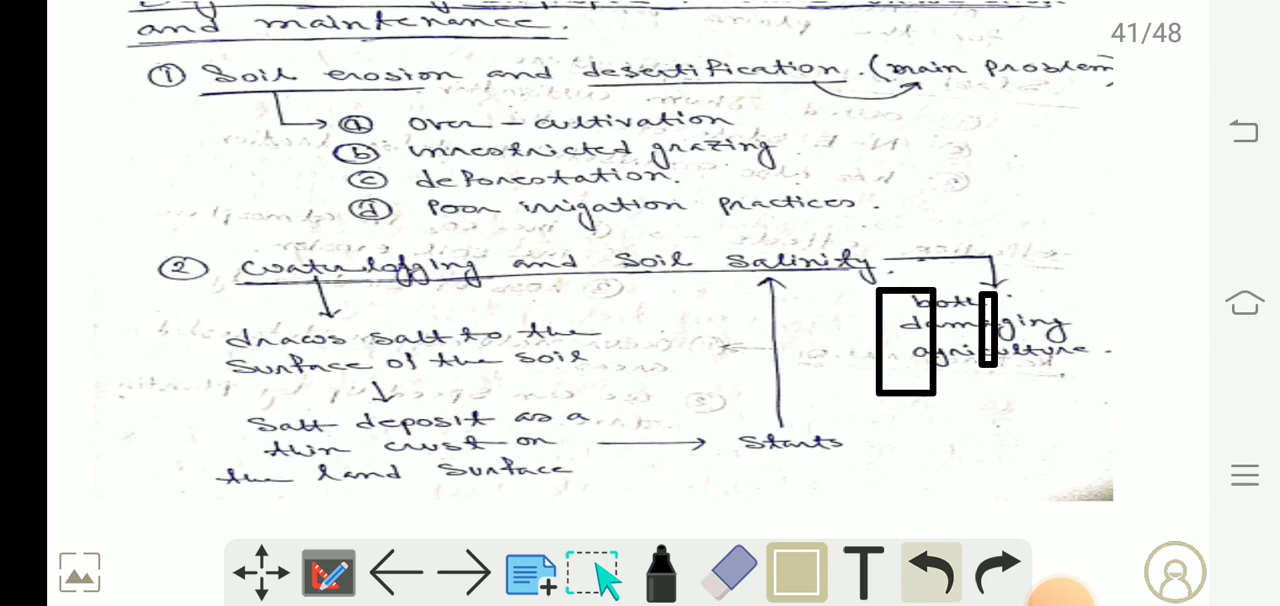 and maintenance.
41/48
① Soil erosion and desertification. (main problem
ⓐ over-cultivation
ⓑ unrestricted grazing
ⓒ deforestation.
ⓓ Poor irrigation practices.
② waterlogging and soil salinity.
both
damaging
agriculture.
draws salt to the
surface of the soil
Salt deposit as a
thin crust on
the land surface
Starts
T